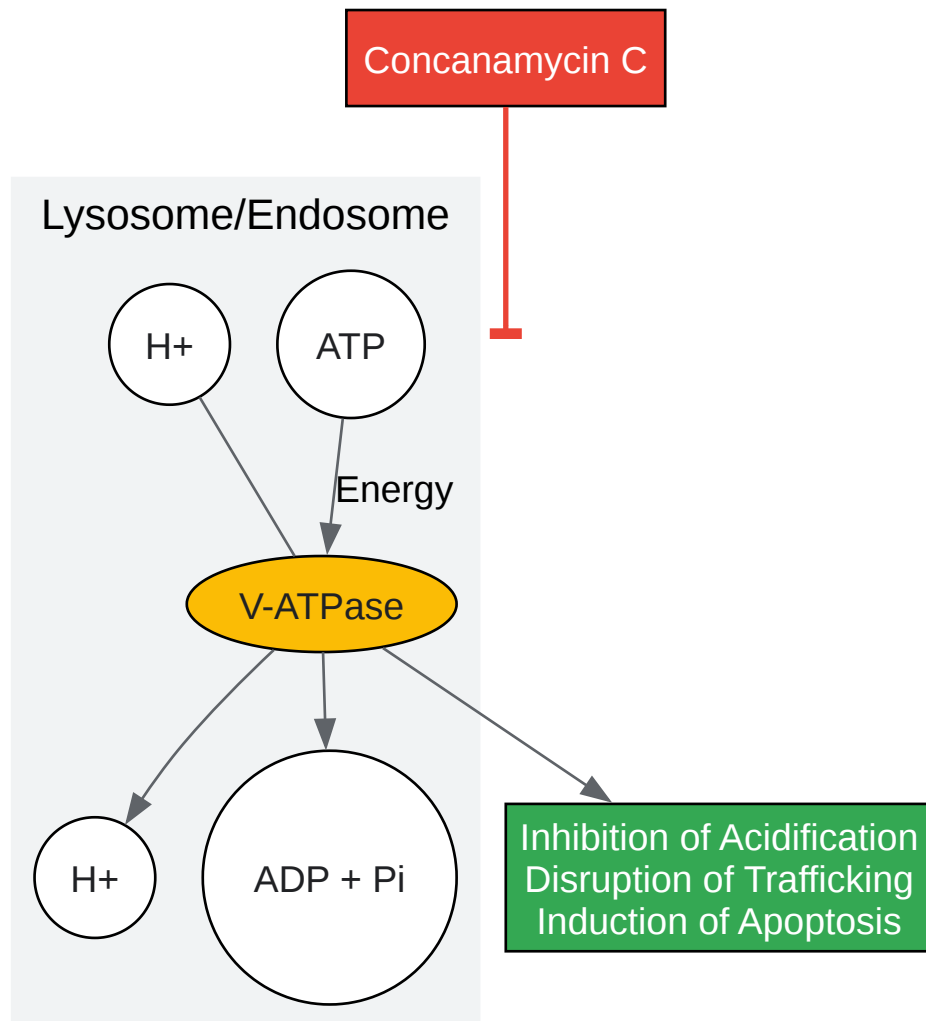 Concanamycin C
Lysosome/Endosome
H+
ATP
Energy
V-ATPase
H+
ADP + Pi
Inhibition of Acidification
Disruption of Trafficking
Induction of Apoptosis